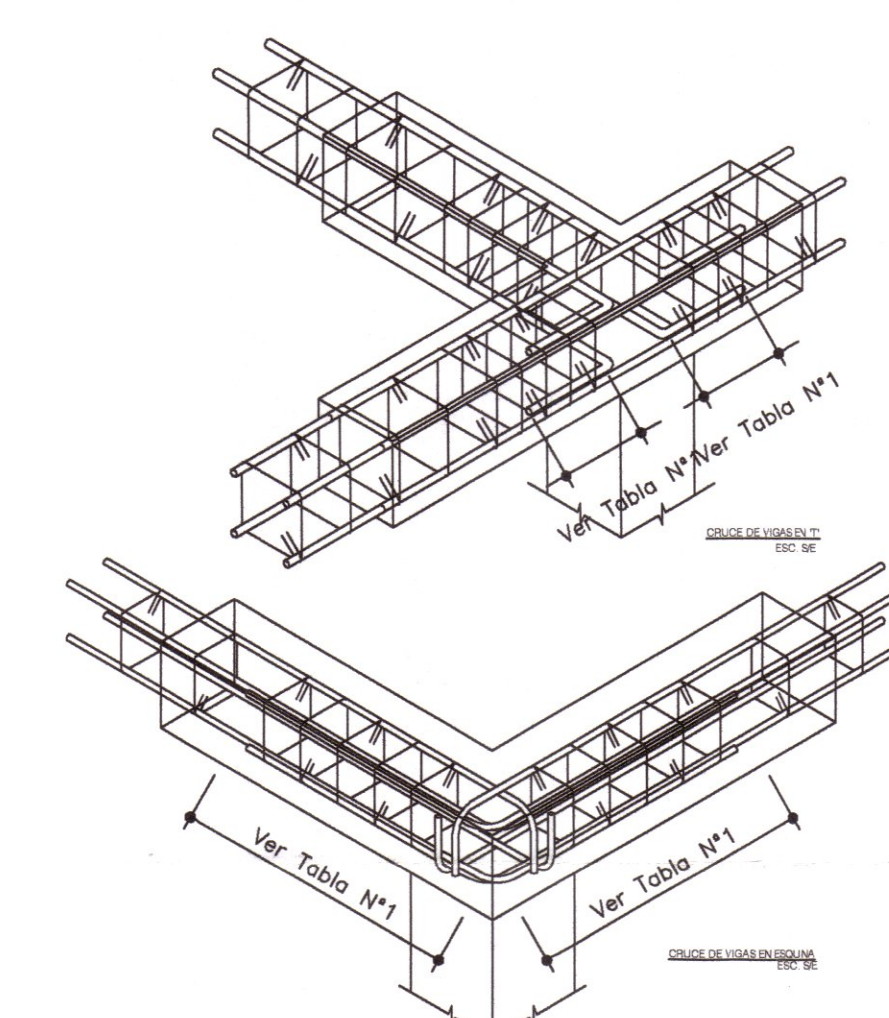 Ver Tabla N°1
Ver Tabla N°1
CRUCE DE VIGAS EN 'T'
ESC. S/E
Ver Tabla N°1
Ver Tabla N°1
CRUCE DE VIGAS EN ESQUINA
ESC. S/E